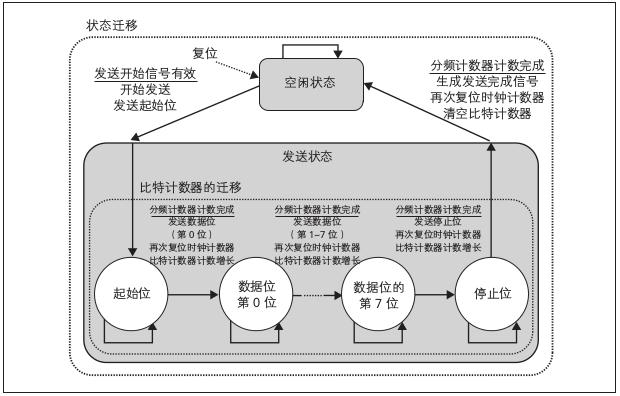 状态迁移
复位
空闲状态
发送开始信号有效
开始发送
发送起始位
分频计数器计数完成
生成发送完成信号
再次复位时钟计数器
清空比特计数器
发送状态
比特计数器的迁移
分频计数器计数完成
发送数据位
（第 0 位）
再次复位时钟计数器
比特计数器计数增长
分频计数器计数完成
发送数据位
（第 1~7 位）
再次复位时钟计数器
比特计数器计数增长
分频计数器计数完成
发送停止位
再次复位时钟计数器
比特计数器计数增长
起始位
数据位
第 0 位
数据位的
第 7 位
停止位